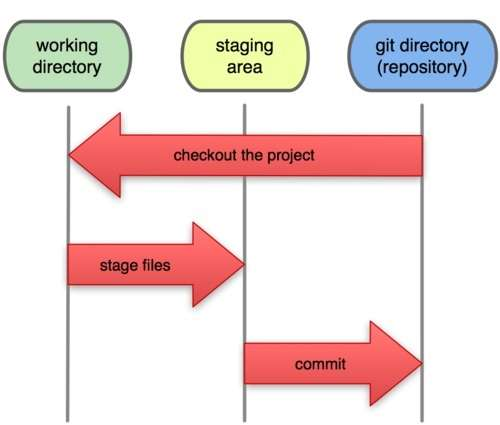 working
directory
staging
area
git directory
(repository)
checkout the project
stage files
commit